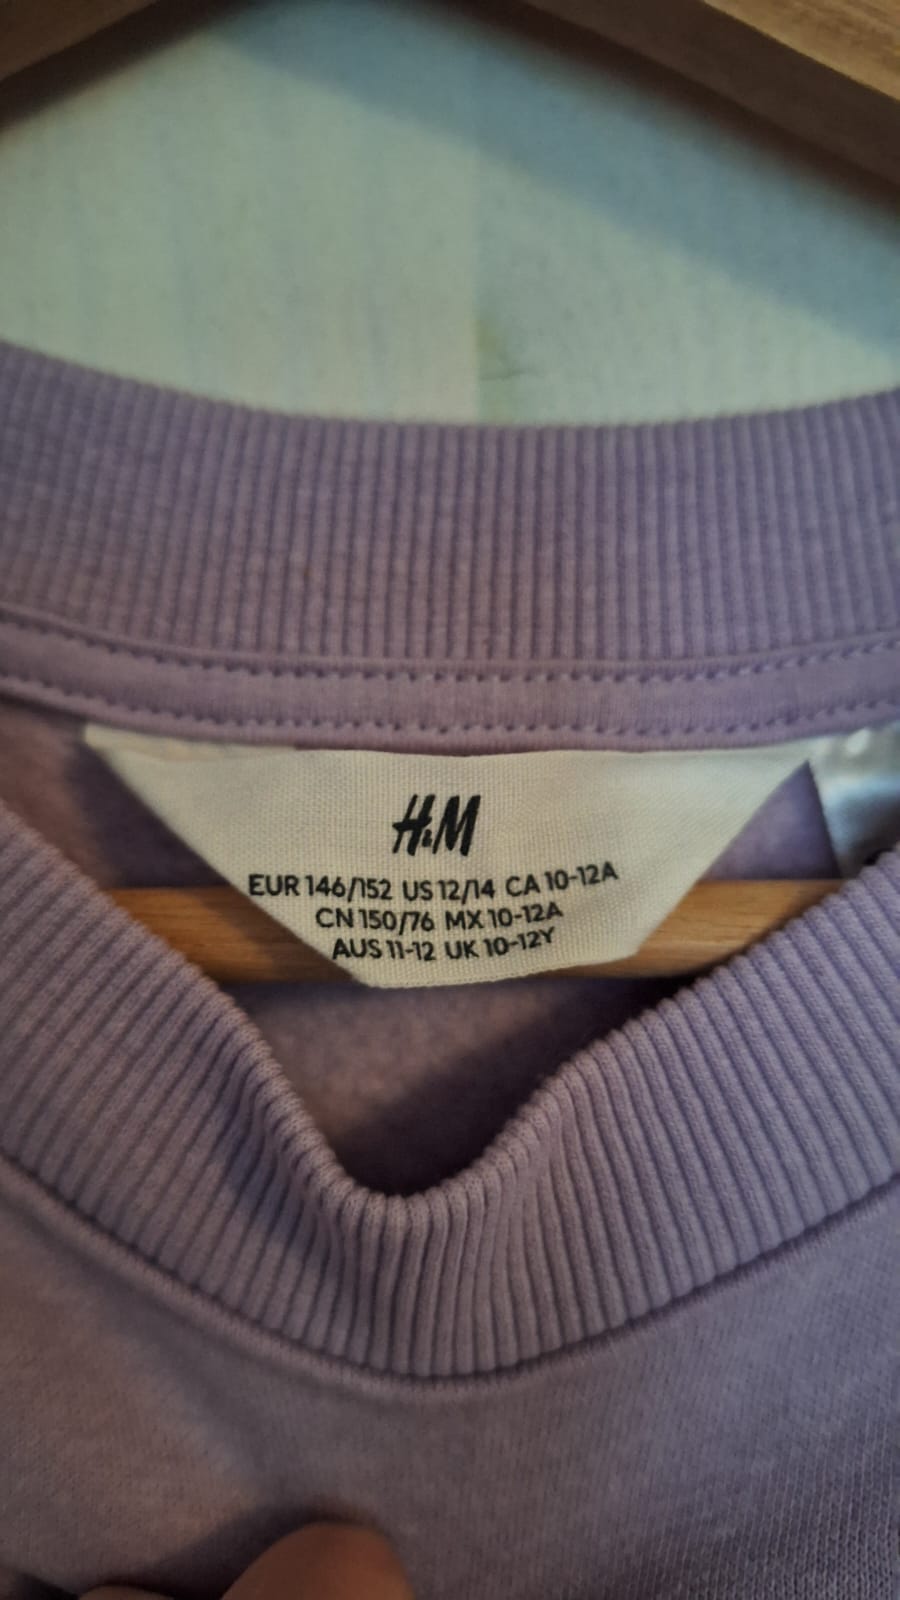 H&M
EUR 146/152 US 12/14 CA 10-12A
CN 150/76 MX 10-12A
AUS 11-12 UK 10-12Y